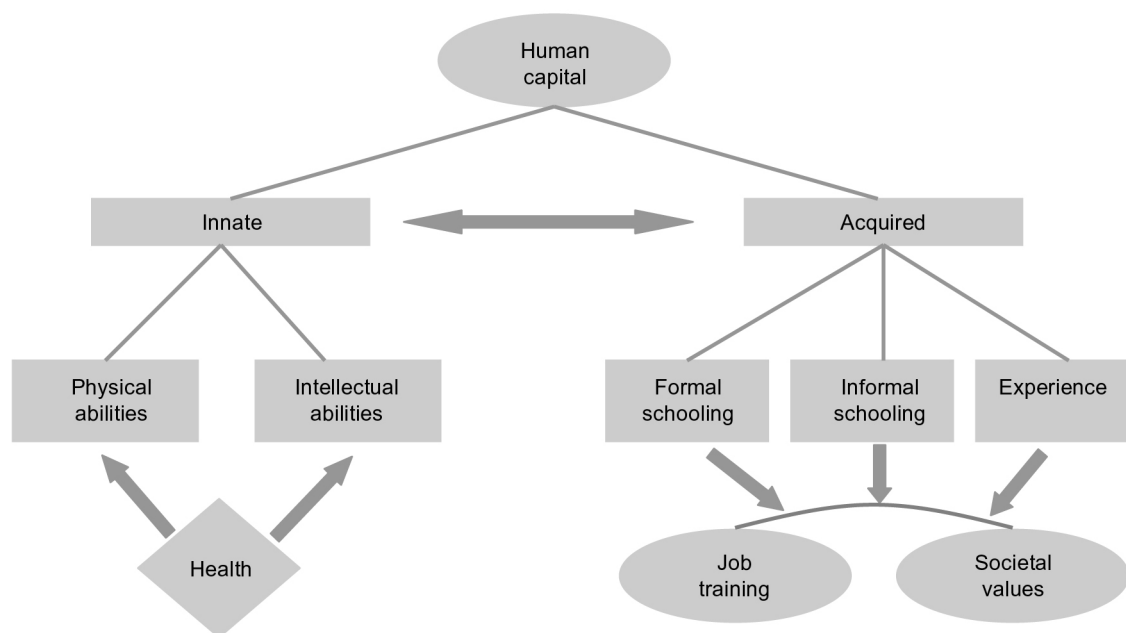 Human
capital
Innate
Acquired
Physical
abilities
Intellectual
abilities
Formal
schooling
Informal
schooling
Experience
Health
Job
training
Societal
values